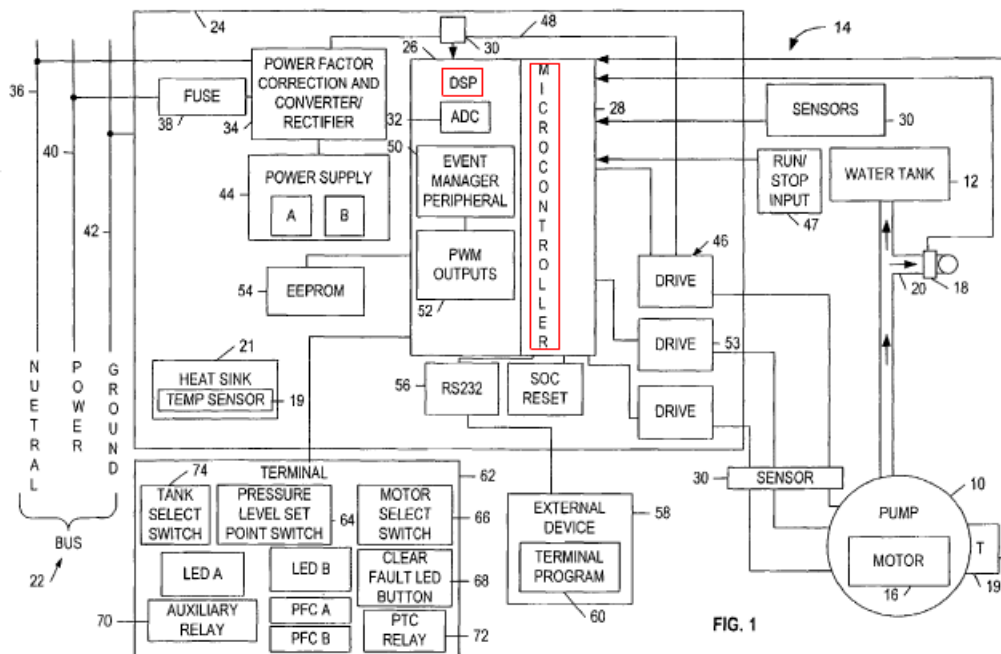 24
48
14
26
30
36
POWER FACTOR
CORRECTION AND
CONVERTER/
RECTIFIER
DSP
MICROCONTROLLER
FUSE
38
34
32
ADC
28
SENSORS
30
40
50
EVENT
MANAGER
PERIPHERAL
RUN/
STOP
INPUT
47
WATER TANK
12
POWER SUPPLY
44
A
B
42
46
PWM
OUTPUTS
52
DRIVE
20
18
54
EEPROM
DRIVE
53
21
HEAT SINK
TEMP SENSOR
19
56
RS232
SOC
RESET
DRIVE
NUETRAL
POWER
GROUND
BUS
22
74
TERMINAL
62
TANK
SELECT
SWITCH
PRESSURE
LEVEL SET
POINT SWITCH
64
MOTOR
SELECT
SWITCH
66
LED A
LED B
CLEAR
FAULT LED
BUTTON
68
70
AUXILIARY
RELAY
PFC A
PFC B
PTC
RELAY
72
EXTERNAL
DEVICE
58
TERMINAL
PROGRAM
60
30
SENSOR
10
PUMP
MOTOR
16
T
19
FIG. 1